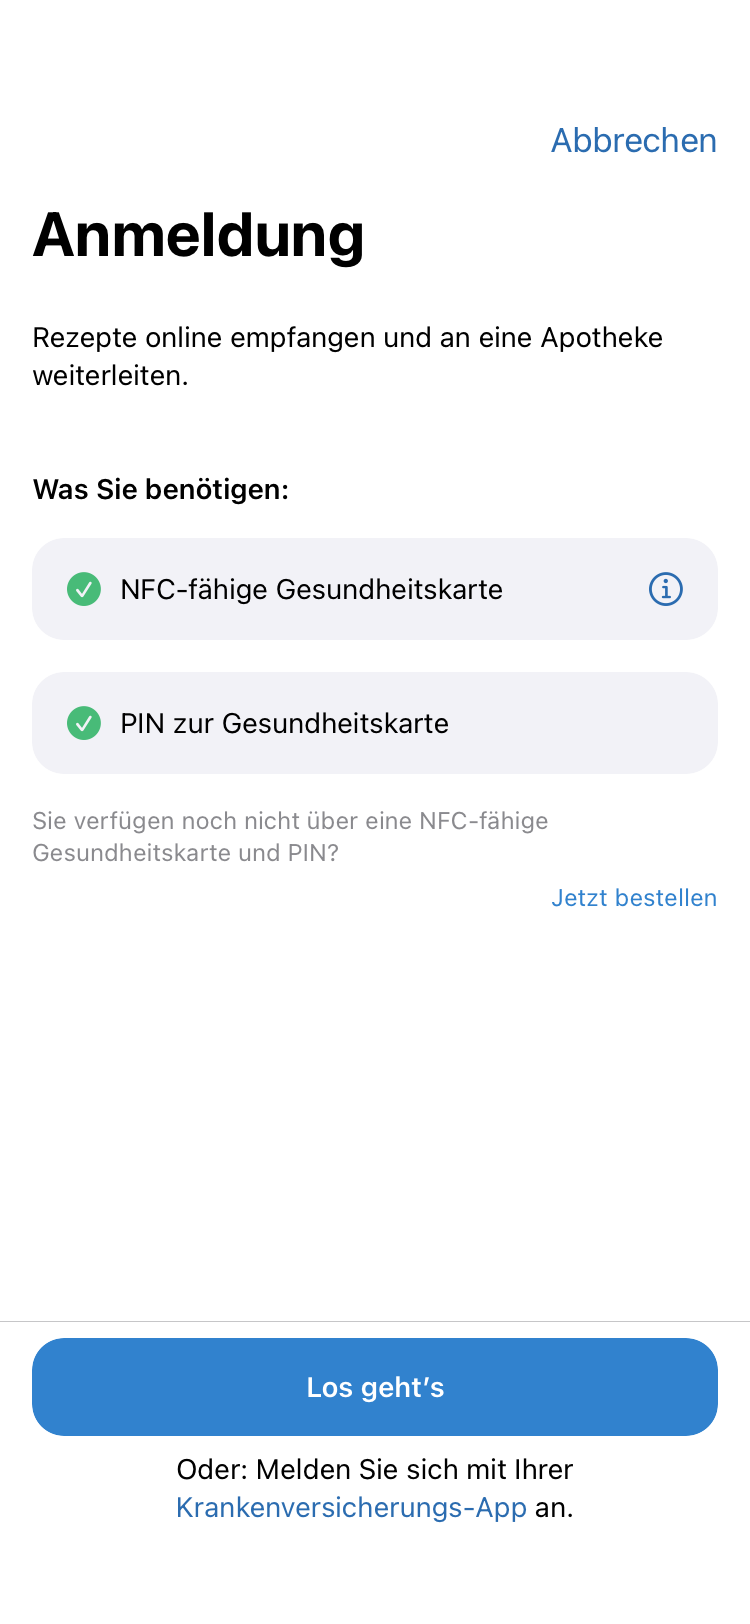 Abbrechen
Anmeldung
Rezepte online empfangen und an eine Apotheke
weiterleiten.
Was Sie benötigen:
NFC-fähige Gesundheitskarte
PIN zur Gesundheitskarte
Sie verfügen noch nicht über eine NFC-fähige
Gesundheitskarte und PIN?
Jetzt bestellen
Los geht’s
Oder: Melden Sie sich mit Ihrer
Krankenversicherungs-App an.